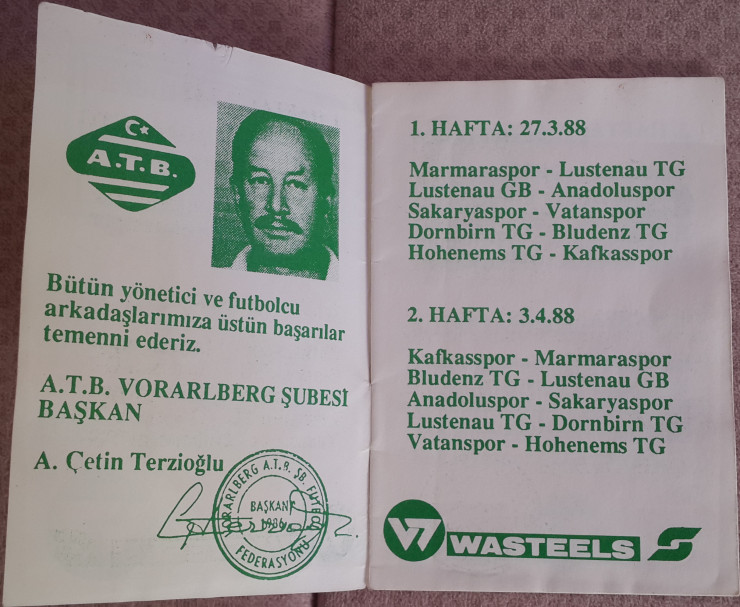 A.T.B.
Bütün yönetici ve futbolcu
arkadaşlarımıza üstün başarılar
temenni ederiz.
A.T.B. VORARLBERG ŞUBESİ
BAŞKAN
A. Çetin Terzioğlu
VORARLBERG A.T.B. ŞB. FUTBOL
FEDERASYONU
BAŞKAN
1986
1. HAFTA: 27.3.88
Marmaraspor - Lustenau TG
Lustenau GB - Anadoluspor
Sakaryaspor - Vatanspor
Dornbirn TG - Bludenz TG
Hohenems TG - Kafkasspor
2. HAFTA: 3.4.88
Kafkasspor - Marmaraspor
Bludenz TG - Lustenau GB
Anadoluspor - Sakaryaspor
Lustenau TG - Dornbirn TG
Vatanspor - Hohenems TG
WASTEELS